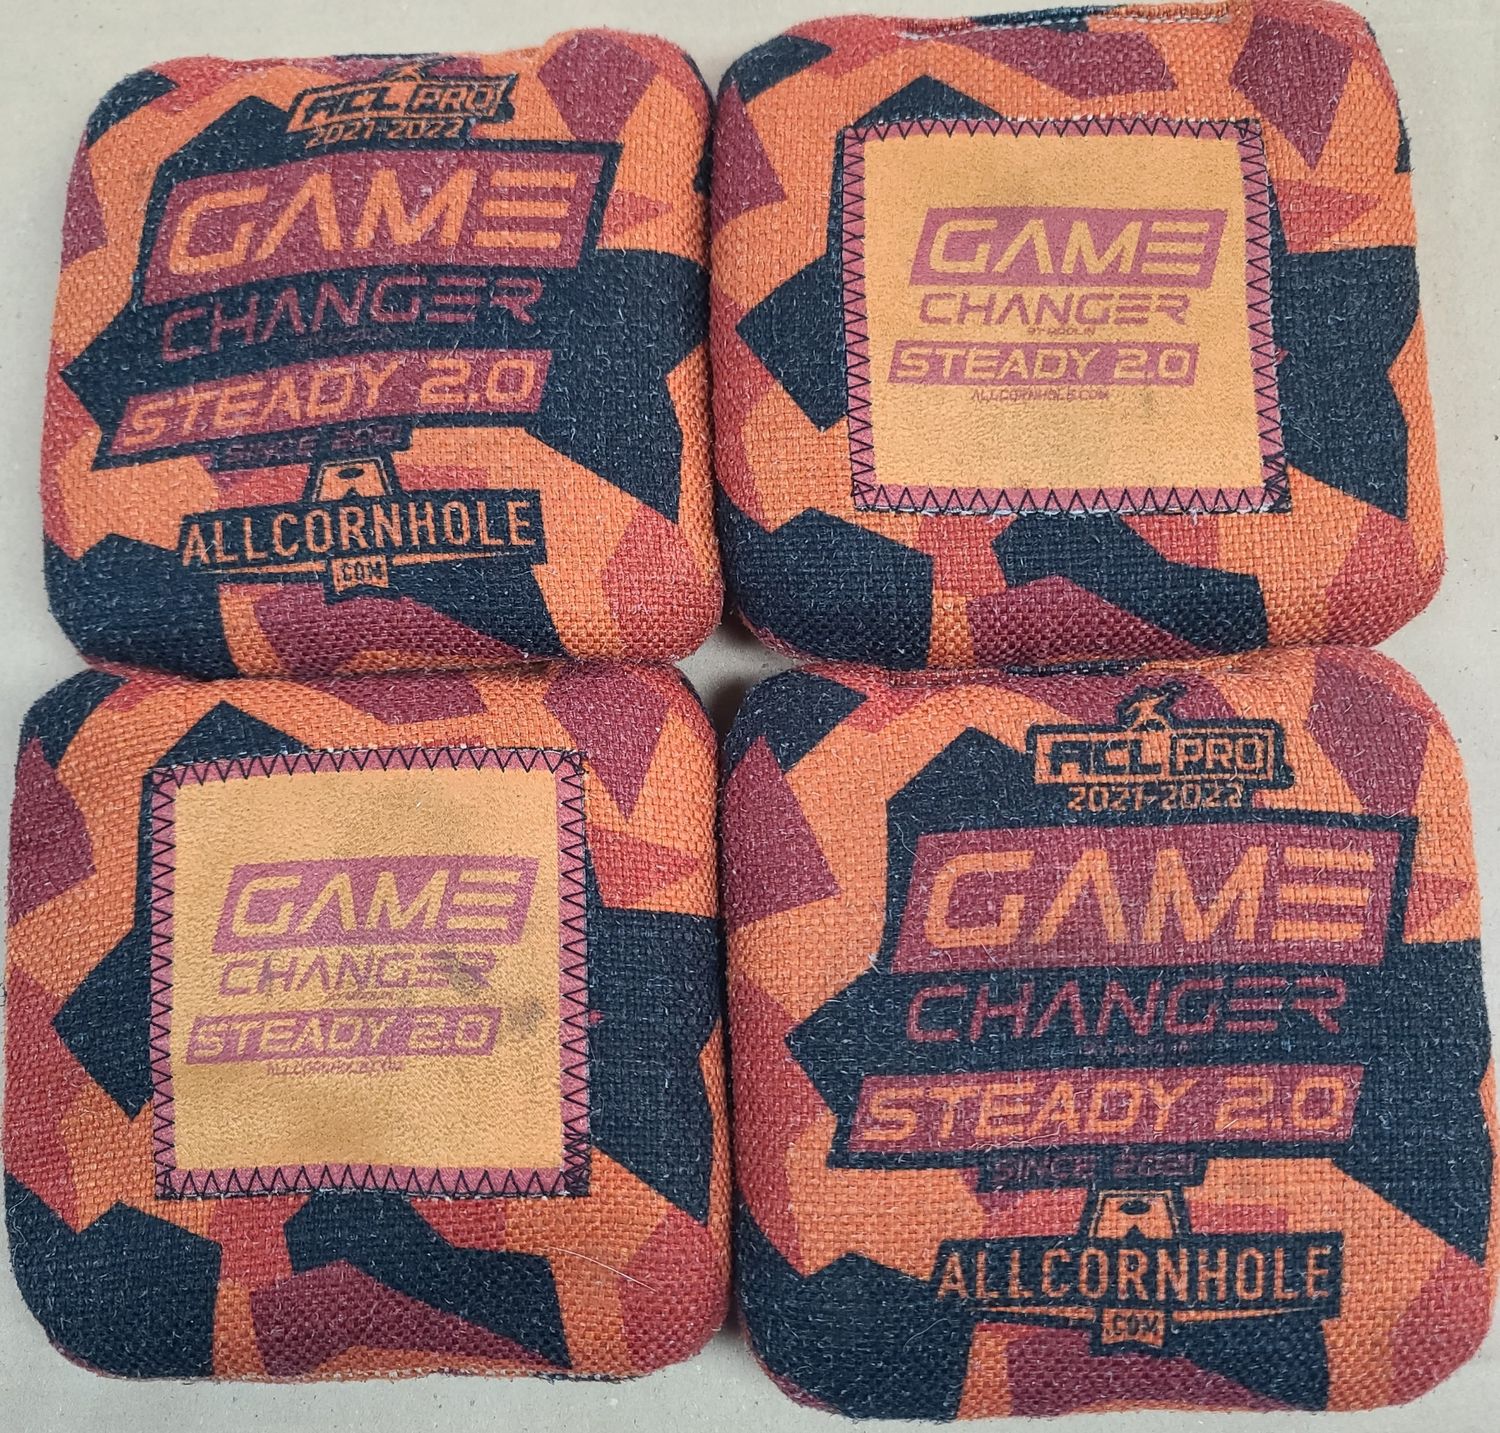 ACL PRO
2021-2022
GAME
CHANGER
STEADY 2.0
SINCE 2021
ALLCORNHOLE
.COM
GAME
CHANGER
STEADY 2.0
ALLCORNHOLE.COM
GAME
CHANGER
STEADY 2.0
ALLCORNHOLE.COM
ACL PRO
2021-2022
GAME
CHANGER
STEADY 2.0
SINCE 2021
ALLCORNHOLE
.COM